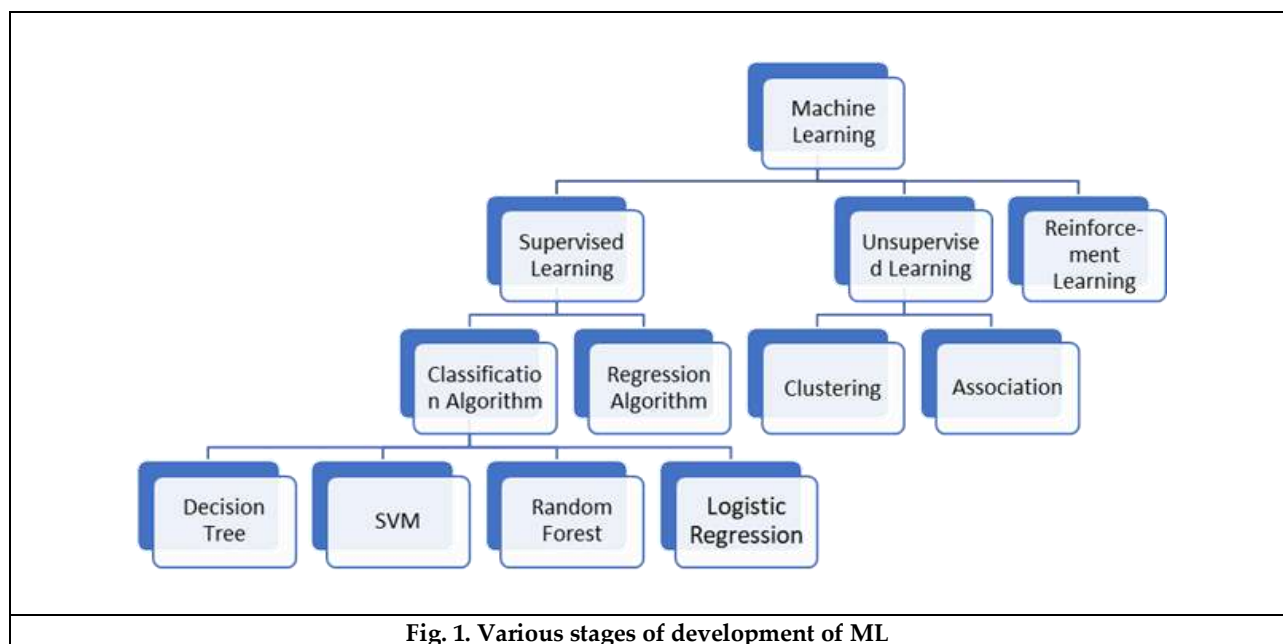 Machine
Learning
Supervised
Learning
Unsupervise
d Learning
Reinforce-
ment
Learning
Classificatio
n Algorithm
Regression
Algorithm
Clustering
Association
Decision
Tree
SVM
Random
Forest
Logistic
Regression
Fig. 1. Various stages of development of ML